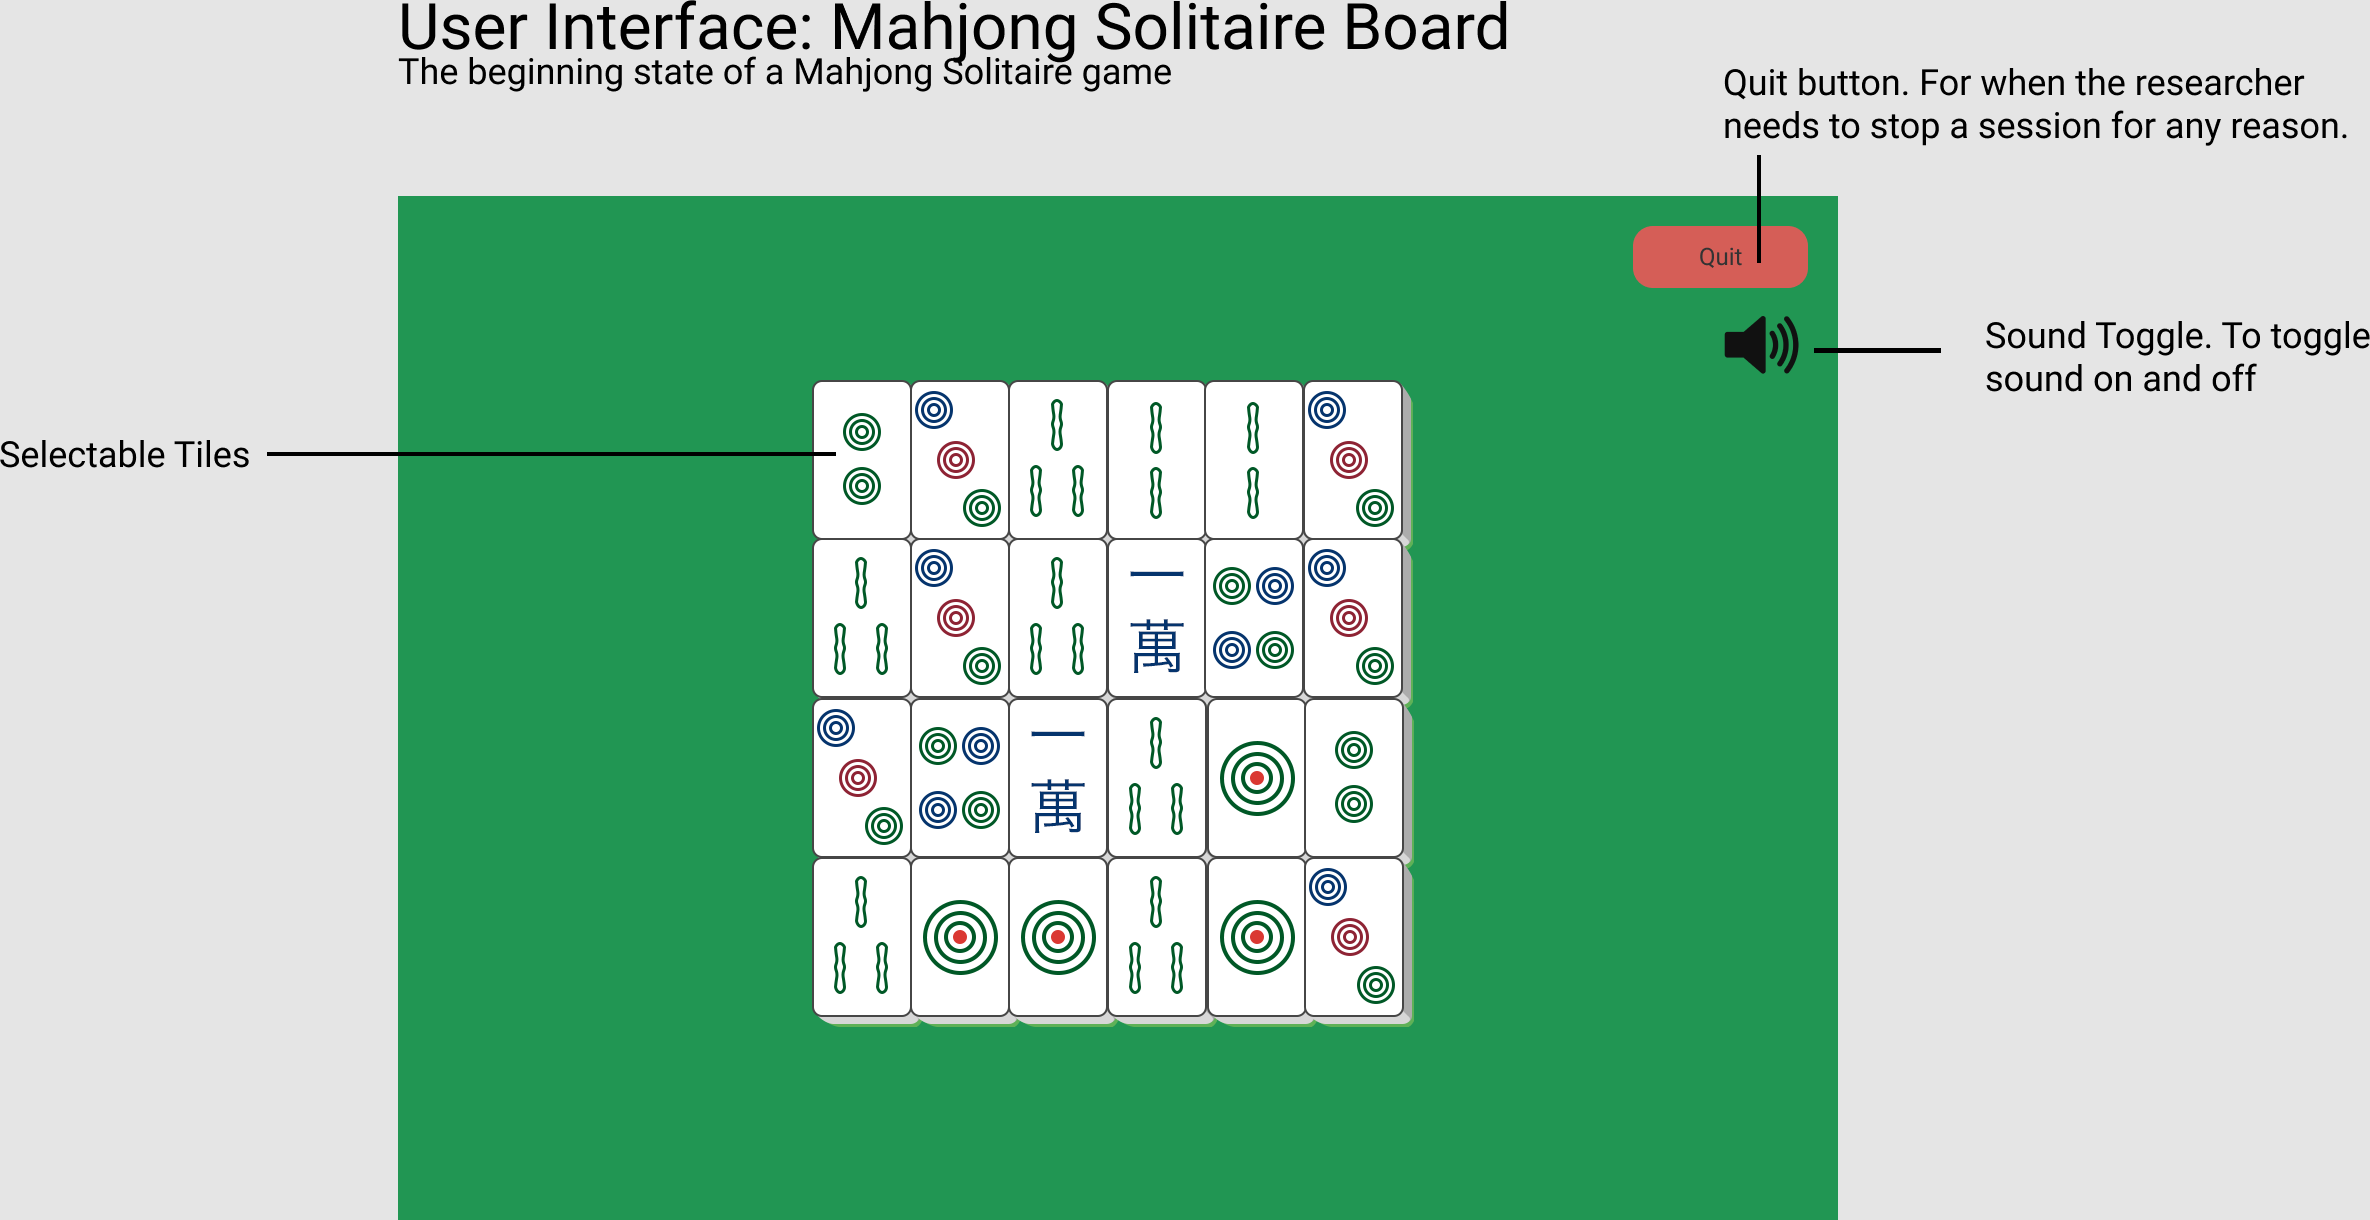 User Interface: Mahjong Solitaire Board
The beginning state of a Mahjong Solitaire game
Quit button. For when the researcher
needs to stop a session for any reason.
Quit
Sound Toggle. To toggle
sound on and off
Selectable Tiles
一
萬
一
萬